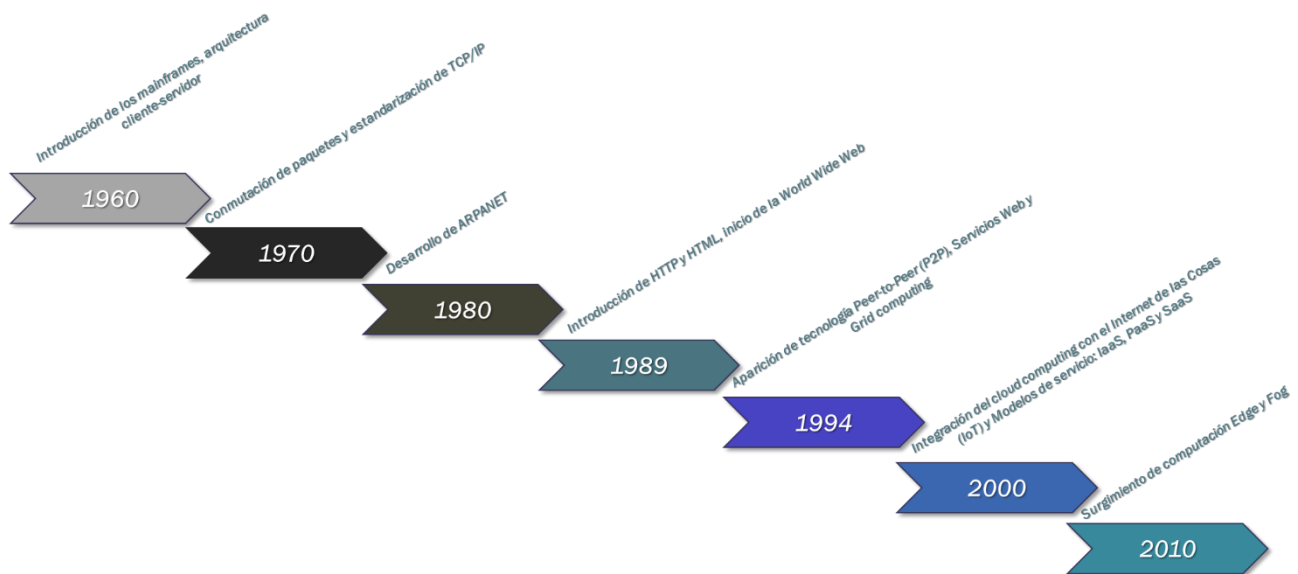 Introducción de los mainframes, arquitectura
cliente-servidor
1960
Conmutación de paquetes y estandarización de TCP/IP
1970
Desarrollo de ARPANET
1980
Introducción de HTTP y HTML, inicio de la World Wide Web
1989
Aparición de tecnología Peer-to-Peer (P2P), Servicios Web y
Grid computing
1994
Integración del cloud computing con el Internet de las Cosas
(IoT) y Modelos de servicio: IaaS, PaaS y SaaS
2000
Surgimiento de computación Edge y Fog
2010